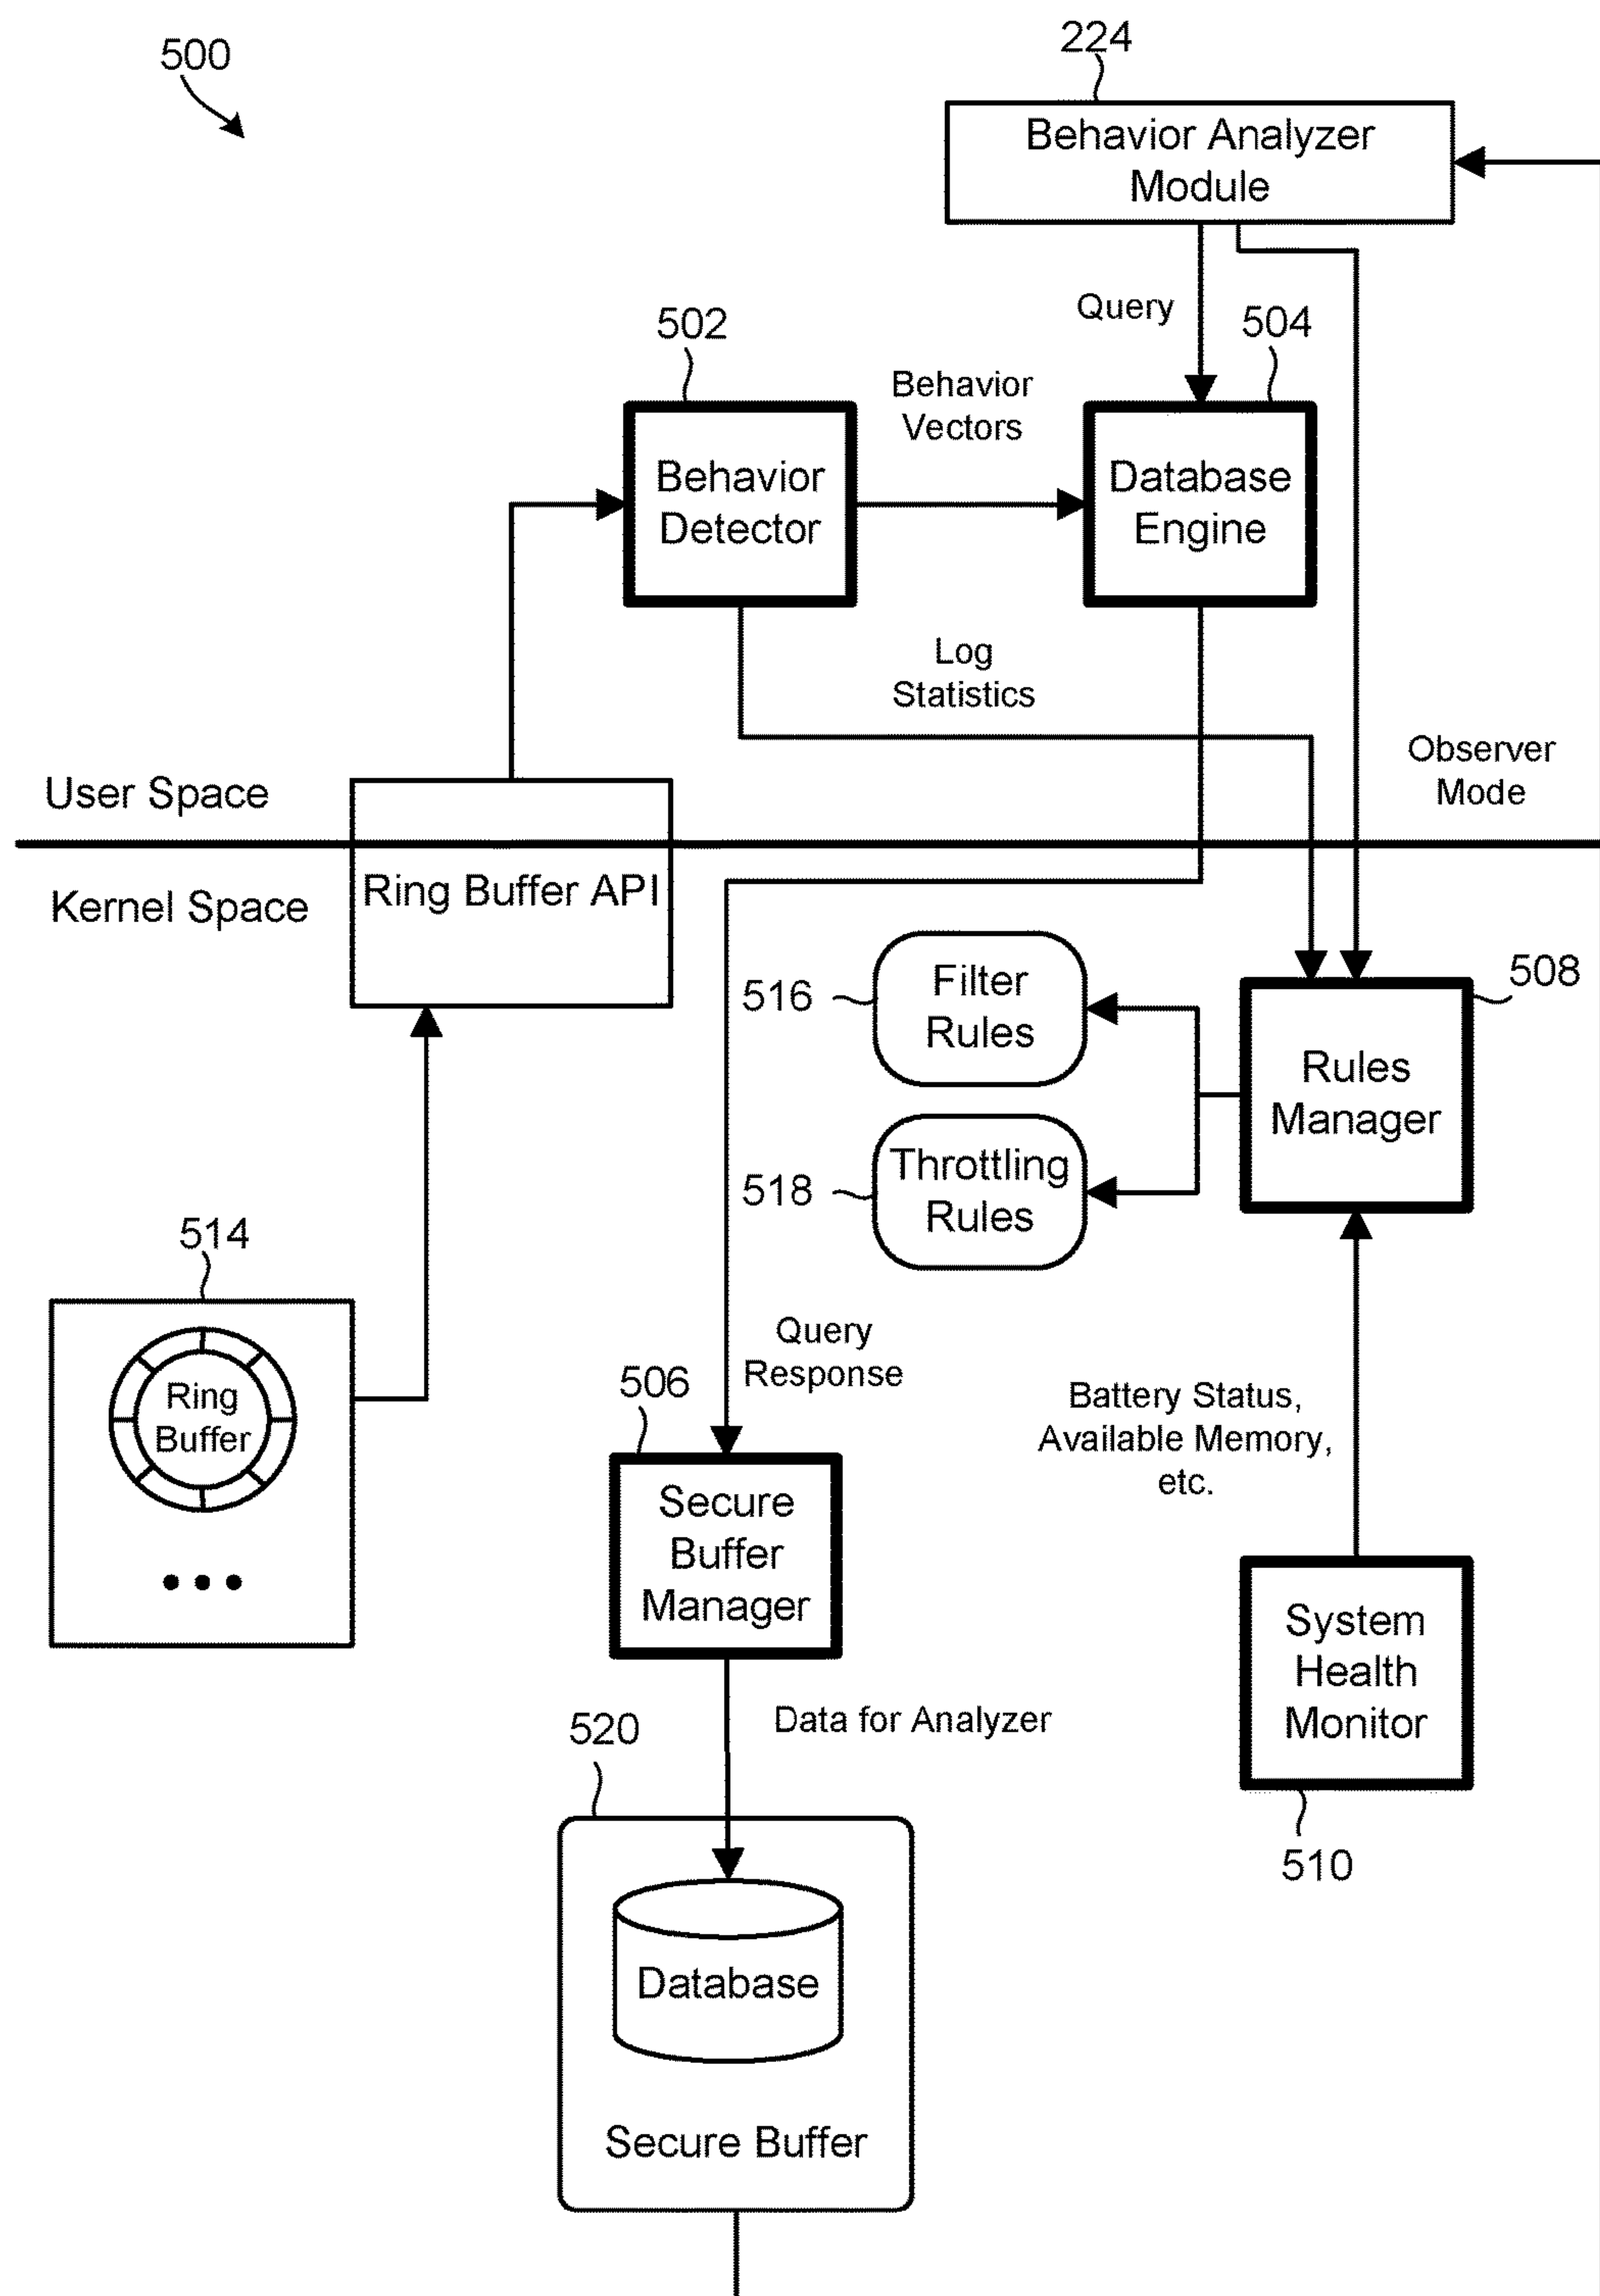 500
224
Behavior Analyzer
Module
Query
504
502
Behavior
Vectors
Behavior
Detector
Database
Engine
Log
Statistics
Observer
Mode
User Space
Kernel Space
Ring Buffer API
516
Filter
Rules
508
Rules
Manager
518
Throttling
Rules
514
Ring
Buffer
Query
Response
506
Secure
Buffer
Manager
Battery Status,
Available Memory,
etc.
System
Health
Monitor
510
Data for Analyzer
520
Database
Secure Buffer